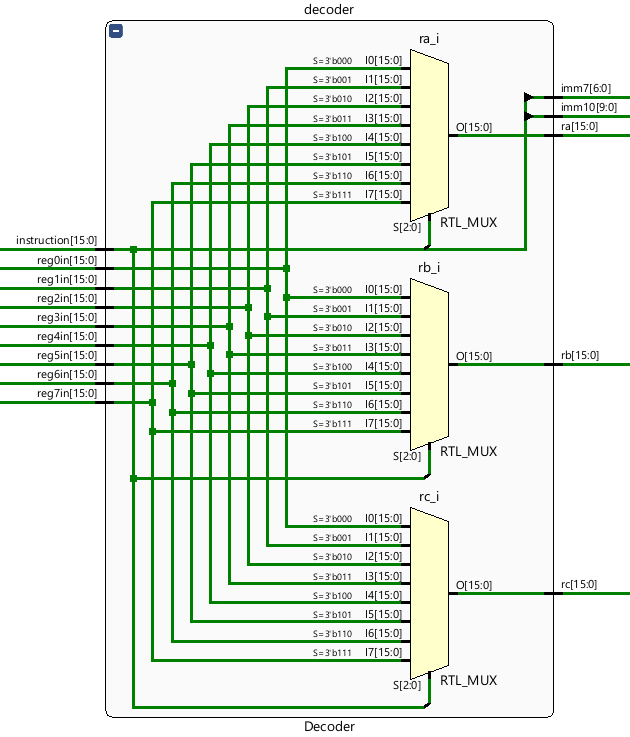 decoder
ra_i
S=3'b000 I0[15:0]
S=3'b001 I1[15:0]
S=3'b010 I2[15:0]
S=3'b011 I3[15:0]
S=3'b100 I4[15:0]
S=3'b101 I5[15:0]
S=3'b110 I6[15:0]
S=3'b111 I7[15:0]
O[15:0]
S[2:0]
RTL_MUX
imm7[6:0]
imm10[9:0]
ra[15:0]
instruction[15:0]
reg0in[15:0]
reg1in[15:0]
reg2in[15:0]
reg3in[15:0]
reg4in[15:0]
reg5in[15:0]
reg6in[15:0]
reg7in[15:0]
rb_i
S=3'b000 I0[15:0]
S=3'b001 I1[15:0]
S=3'b010 I2[15:0]
S=3'b011 I3[15:0]
S=3'b100 I4[15:0]
S=3'b101 I5[15:0]
S=3'b110 I6[15:0]
S=3'b111 I7[15:0]
O[15:0]
rb[15:0]
S[2:0]
RTL_MUX
rc_i
S=3'b000 I0[15:0]
S=3'b001 I1[15:0]
S=3'b010 I2[15:0]
S=3'b011 I3[15:0]
S=3'b100 I4[15:0]
S=3'b101 I5[15:0]
S=3'b110 I6[15:0]
S=3'b111 I7[15:0]
O[15:0]
rc[15:0]
S[2:0]
RTL_MUX
Decoder